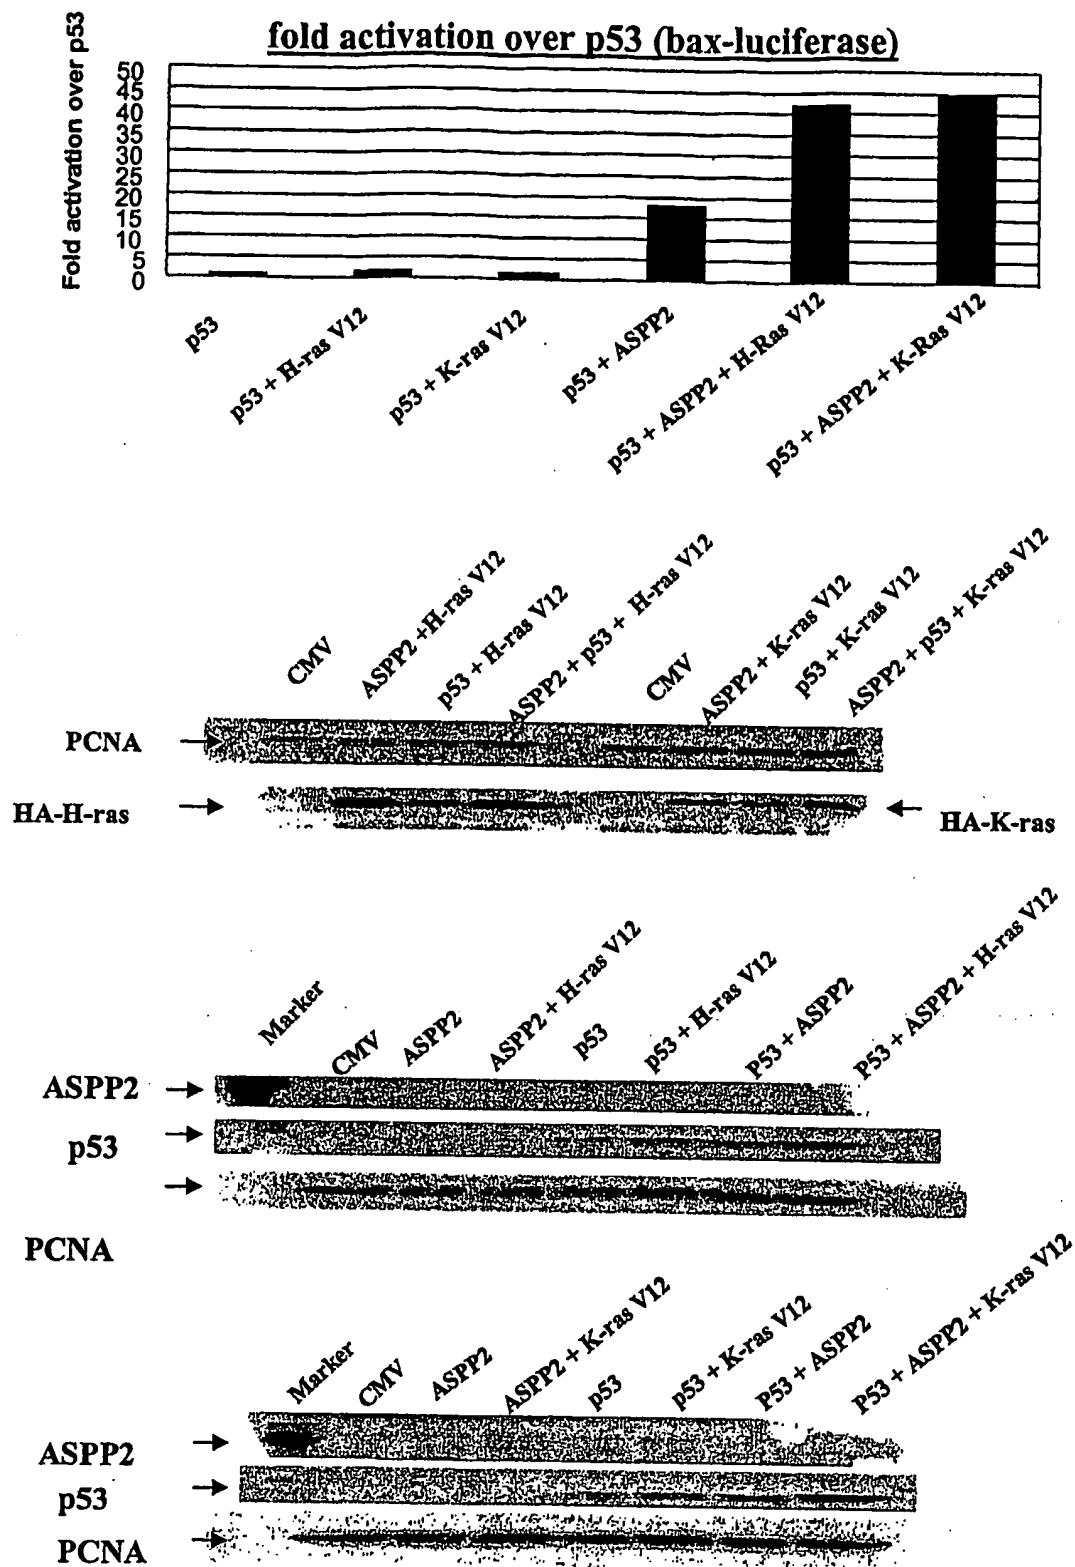 fold activation over p53 (bax-luciferase)
Fold activation over p53
50
45
40
35
30
25
20
15
10
5
0
p53
p53 + H-ras V12
p53 + K-ras V12
p53 + ASPP2
p53 + ASPP2 + H-Ras V12
p53 + ASPP2 + K-Ras V12
CMV
ASPP2 +H-ras V12
p53 + H-ras V12
ASPP2 + p53 + H-ras V12
CMV
ASPP2 + K-ras V12
p53 + K-ras V12
ASPP2 + p53 + K-ras V12
PCNA
HA-H-ras
HA-K-ras
Marker
CMV
ASPP2
ASPP2 + H-ras V12
p53
p53 + H-ras V12
P53 + ASPP2
P53 + ASPP2 + H-ras V12
ASPP2
p53
PCNA
Marker
CMV
ASPP2
ASPP2 + K-ras V12
p53
p53 + K-ras V12
P53 + ASPP2
P53 + ASPP2 + K-ras V12
ASPP2
p53
PCNA